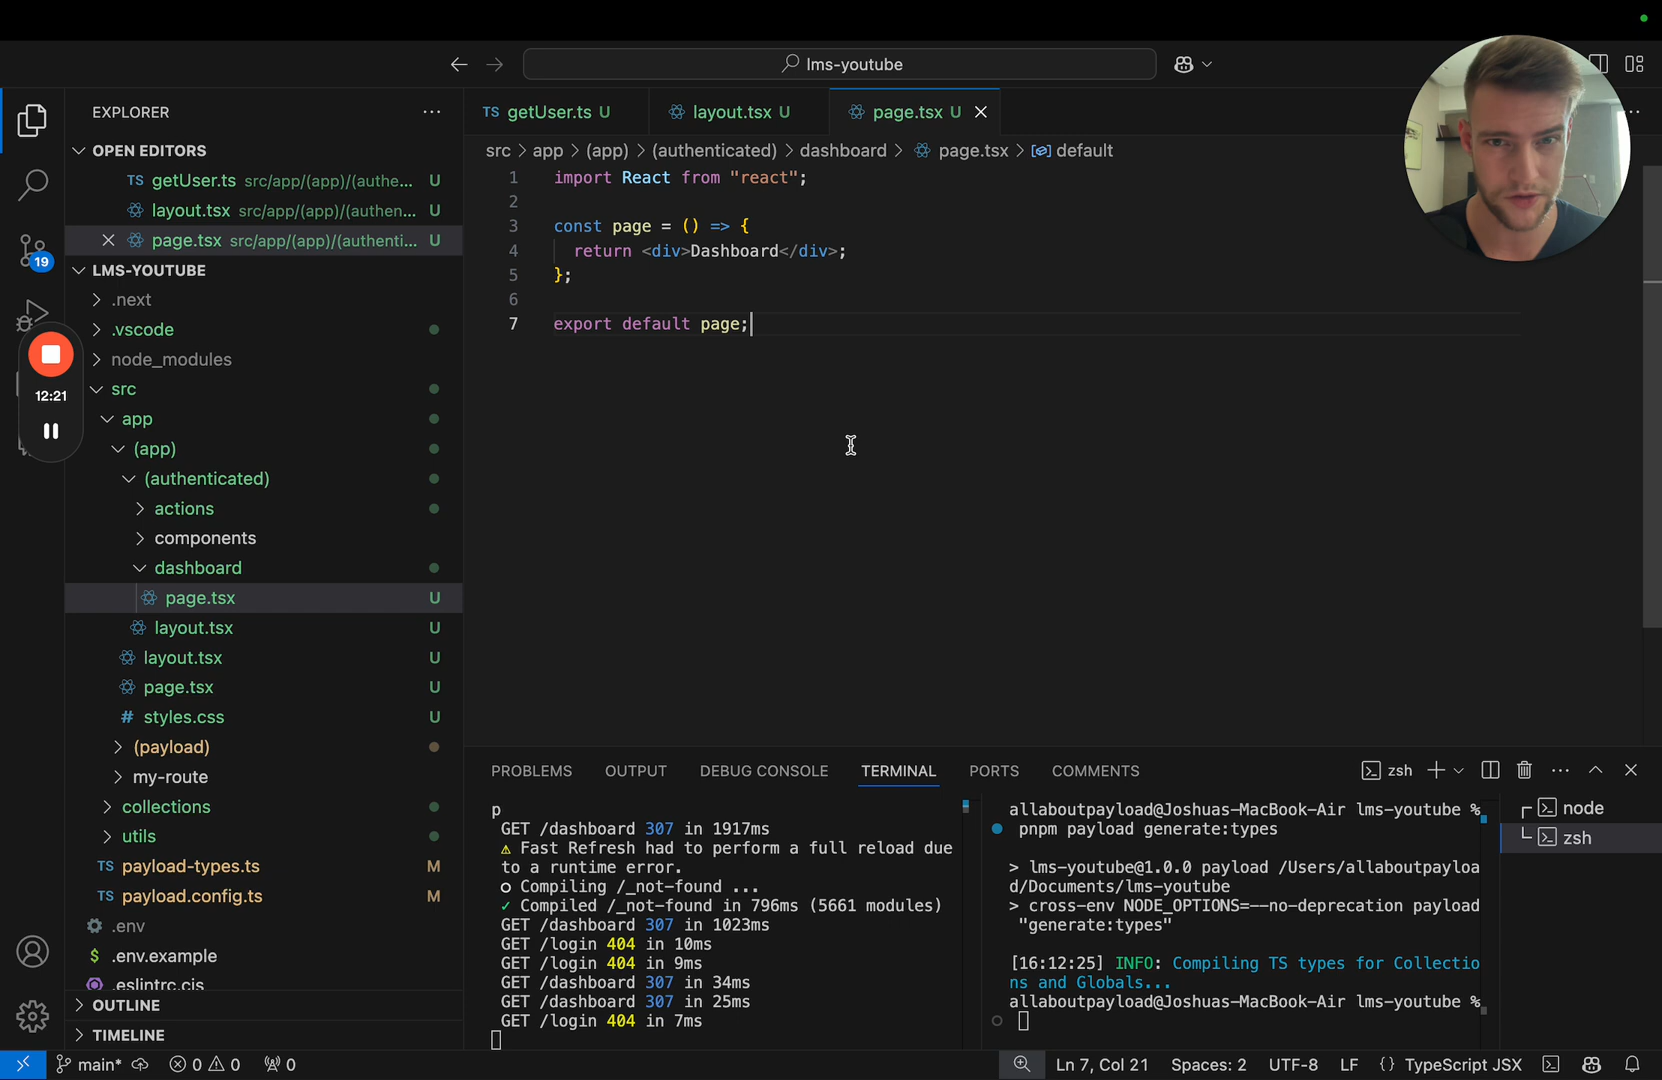 lms-youtube
EXPLORER
OPEN EDITORS
TS getUser.ts src/app/(app)/(authe... U
layout.tsx src/app/(app)/(authen... U
page.tsx src/app/(app)/(authenti... U
LMS-YOUTUBE
.next
.vscode
node_modules
src
app
(app)
(authenticated)
actions
components
dashboard
page.tsx U
layout.tsx U
layout.tsx U
page.tsx U
# styles.css U
(payload)
my-route
collections
utils
TS payload-types.ts M
TS payload.config.ts M
.env
$ .env.example
.eslintrc.cjs
OUTLINE
TIMELINE
19
12:21
TS getUser.ts U
layout.tsx U
page.tsx U
src > app > (app) > (authenticated) > dashboard > page.tsx > default
1 import React from "react";
2
3 const page = () => {
4 return <div>Dashboard</div>;
5 };
6
7 export default page;
PROBLEMS OUTPUT DEBUG CONSOLE TERMINAL PORTS COMMENTS
zsh
p
GET /dashboard 307 in 1917ms
⚠ Fast Refresh had to perform a full reload due
to a runtime error.
○ Compiling /_not-found ...
✓ Compiled /_not-found in 796ms (5661 modules)
GET /dashboard 307 in 1023ms
GET /login 404 in 10ms
GET /login 404 in 9ms
GET /dashboard 307 in 34ms
GET /dashboard 307 in 25ms
GET /login 404 in 7ms
allaboutpayload@Joshuas-MacBook-Air lms-youtube %
pnpm payload generate:types
> lms-youtube@1.0.0 payload /Users/allaboutpayloa
d/Documents/lms-youtube
> cross-env NODE_OPTIONS=--no-deprecation payload
"generate:types"
[16:12:25] INFO: Compiling TS types for Collectio
ns and Globals...
allaboutpayload@Joshuas-MacBook-Air lms-youtube %
node
zsh
main* 0 0 0
Ln 7, Col 21 Spaces: 2 UTF-8 LF {} TypeScript JSX